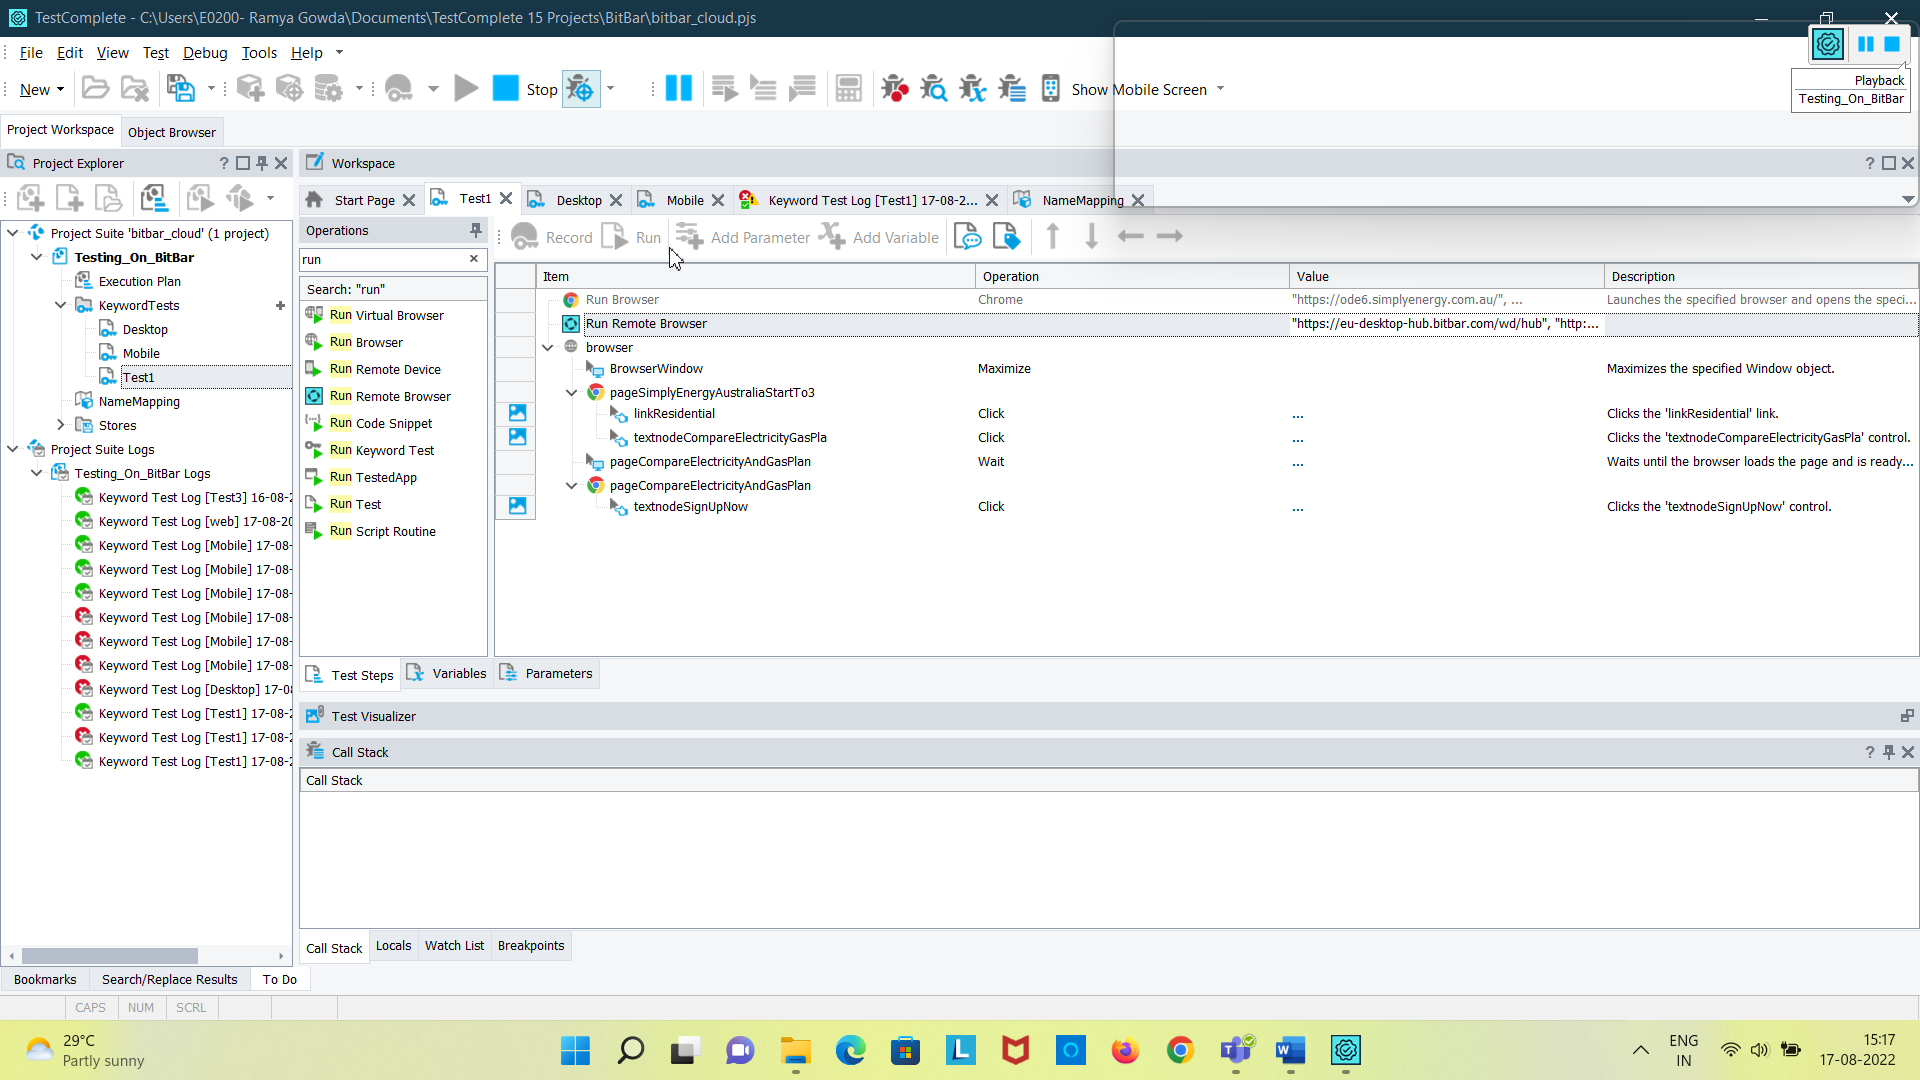 TestComplete - C:\Users\E0200- Ramya Gowda\Documents\TestComplete 15 Projects\BitBar\bitbar_cloud.pjs
File Edit View Test Debug Tools Help
New Stop Show Mobile Screen
Playback
Testing_On_BitBar
Project Workspace Object Browser
Project Explorer
Workspace
Start Page Test1 Desktop Mobile Keyword Test Log [Test1] 17-08-2... NameMapping
Project Suite 'bitbar_cloud' (1 project)
Testing_On_BitBar
Execution Plan
KeywordTests
Desktop
Mobile
Test1
NameMapping
Stores
Project Suite Logs
Testing_On_BitBar Logs
Keyword Test Log [Test3] 16-08-2
Keyword Test Log [web] 17-08-20
Keyword Test Log [Mobile] 17-08-
Keyword Test Log [Mobile] 17-08-
Keyword Test Log [Mobile] 17-08-
Keyword Test Log [Mobile] 17-08-
Keyword Test Log [Mobile] 17-08-
Keyword Test Log [Mobile] 17-08-
Keyword Test Log [Desktop] 17-08
Keyword Test Log [Test1] 17-08-2
Keyword Test Log [Test1] 17-08-2
Keyword Test Log [Test1] 17-08-2
Operations
run
Search: "run"
Run Virtual Browser
Run Browser
Run Remote Device
Run Remote Browser
Run Code Snippet
Run Keyword Test
Run TestedApp
Run Test
Run Script Routine
Record Run Add Parameter Add Variable
Item Operation Value Description
Run Browser Chrome "https://ode6.simplyenergy.com.au/", ... Launches the specified browser and opens the speci...
Run Remote Browser "https://eu-desktop-hub.bitbar.com/wd/hub", "http:...
browser
BrowserWindow Maximize Maximizes the specified Window object.
pageSimplyEnergyAustraliaStartTo3
linkResidential Click ... Clicks the 'linkResidential' link.
textnodeCompareElectricityGasPla Click ... Clicks the 'textnodeCompareElectricityGasPla' control.
pageCompareElectricityAndGasPlan Wait ... Waits until the browser loads the page and is ready...
pageCompareElectricityAndGasPlan
textnodeSignUpNow Click ... Clicks the 'textnodeSignUpNow' control.
Test Steps Variables Parameters
Test Visualizer
Call Stack
Call Stack
Call Stack Locals Watch List Breakpoints
Bookmarks Search/Replace Results To Do
CAPS NUM SCRL
29°C
Partly sunny
ENG
IN
15:17
17-08-2022